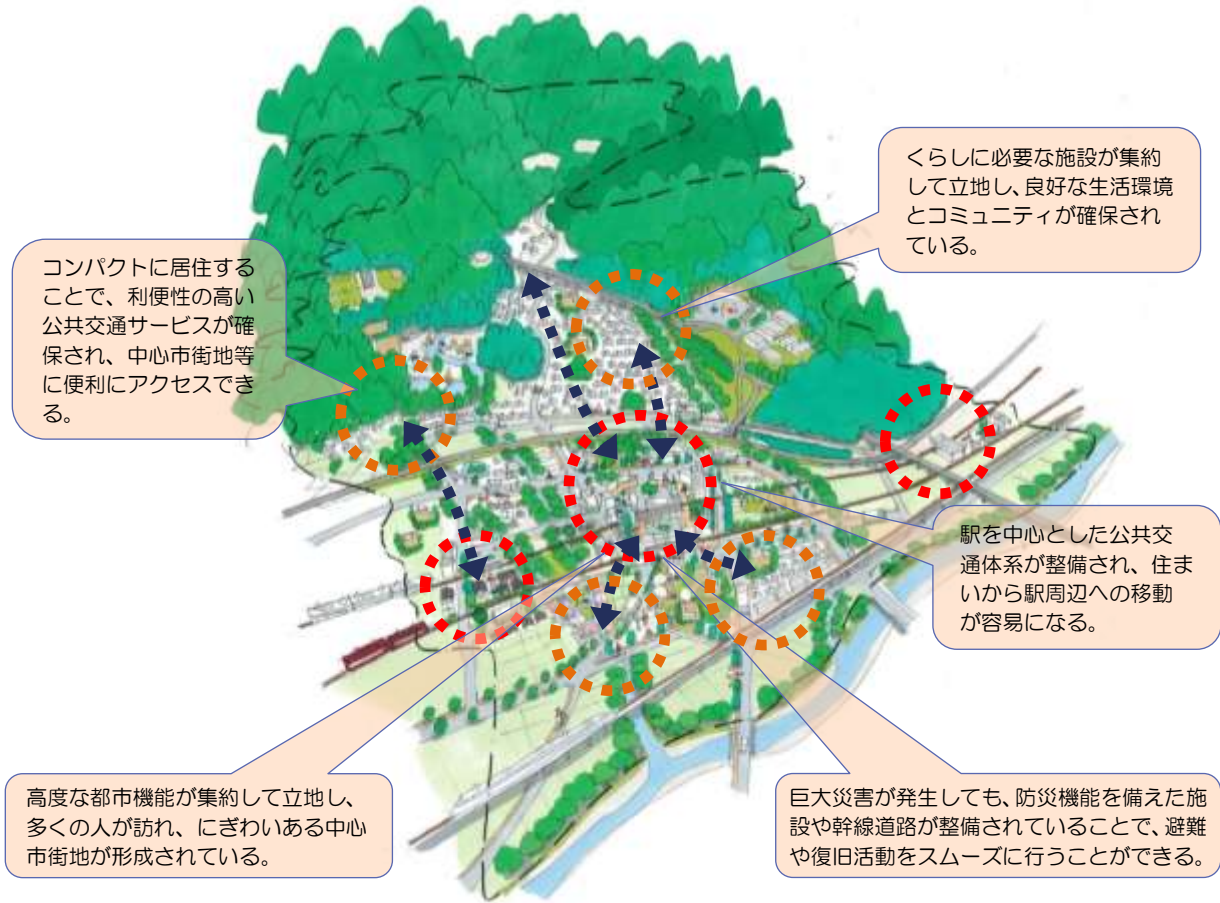 くらしに必要な施設が集約
して立地し、良好な生活環境
とコミュニティが確保され
ている。
コンパクトに居住する
ことで、利便性の高い
公共交通サービスが確
保され、中心市街地等
に便利にアクセスでき
る。
駅を中心とした公共交
通体系が整備され、住ま
いから駅周辺への移動
が容易になる。
高度な都市機能が集約して立地し、
多くの人が訪れ、にぎわいある中心
市街地が形成されている。
巨大災害が発生しても、防災機能を備えた施
設や幹線道路が整備されていることで、避難
や復旧活動をスムーズに行うことができる。